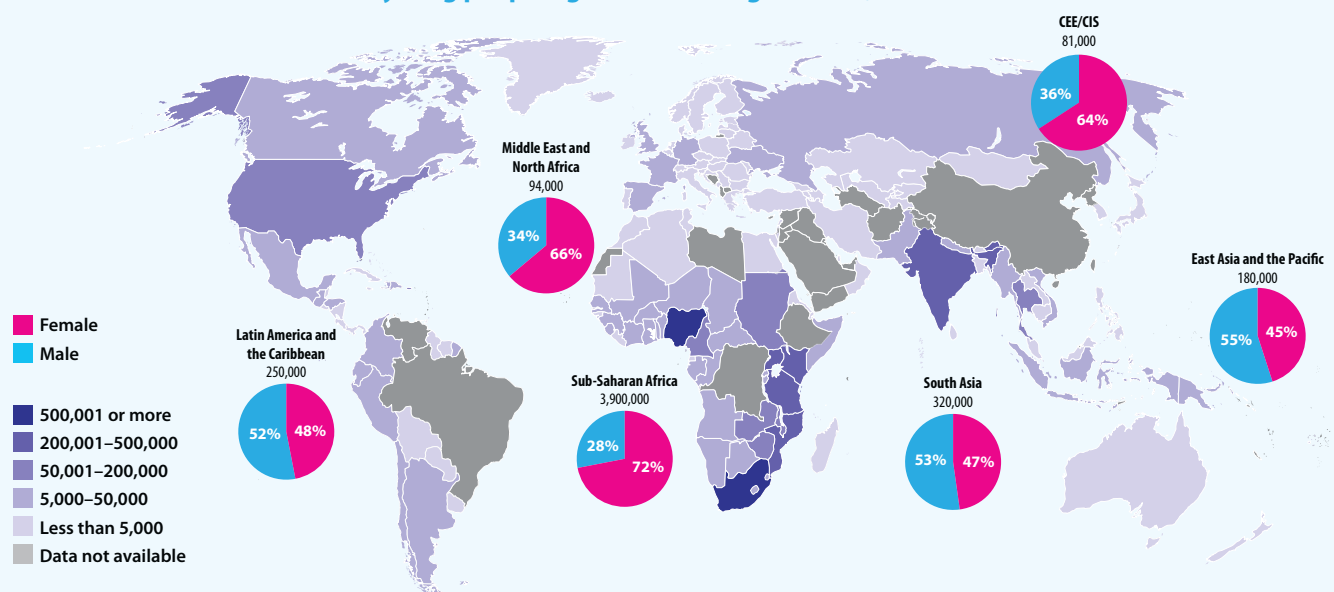 CEE/CIS
81,000
36%
64%
Middle East and
North Africa
94,000
34%
66%
East Asia and the Pacific
180,000
55%
45%
Female
Male
Latin America and
the Caribbean
250,000
52%
48%
Sub-Saharan Africa
3,900,000
28%
72%
South Asia
320,000
53%
47%
500,001 or more
200,001–500,000
50,001–200,000
5,000–50,000
Less than 5,000
Data not available